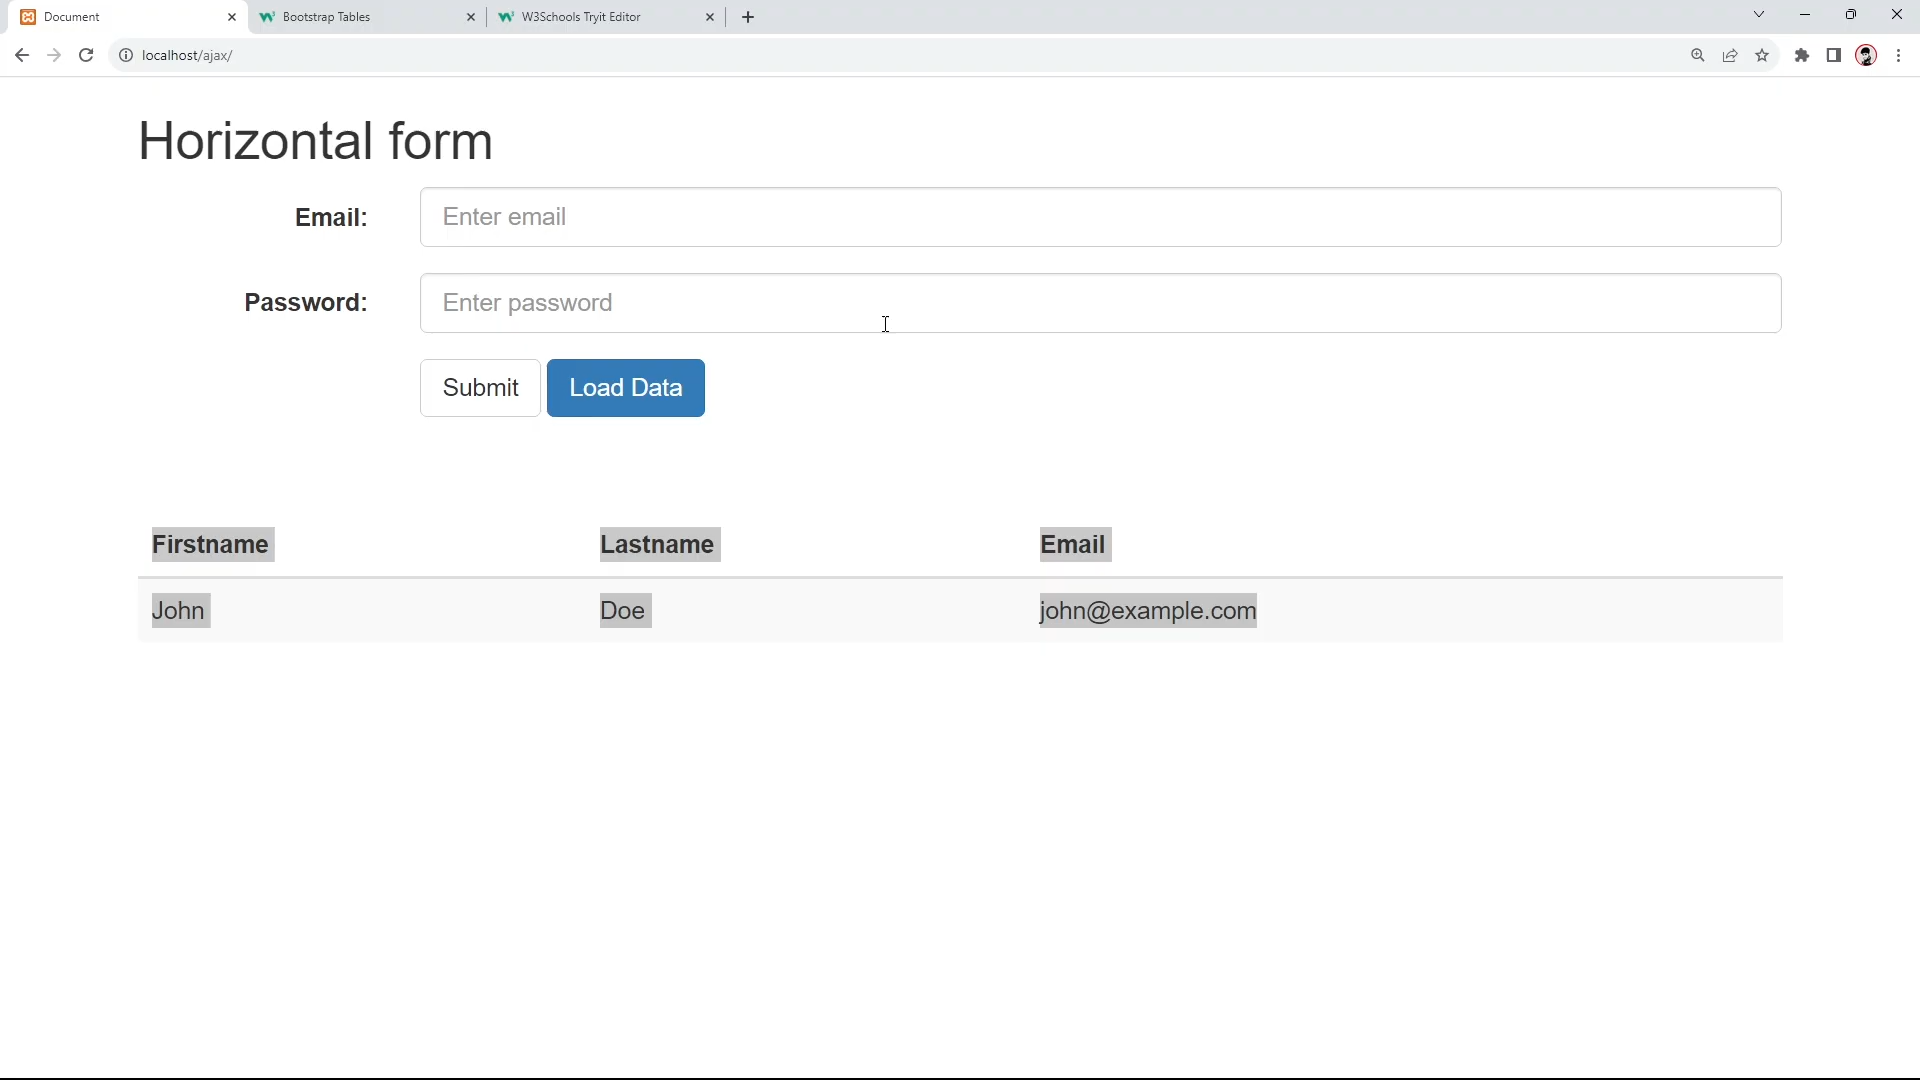 Document
Bootstrap Tables
W3Schools Tryit Editor
localhost/ajax/
Horizontal form
Email: Enter email
Password: Enter password
Submit Load Data
Firstname Lastname Email
John Doe john@example.com